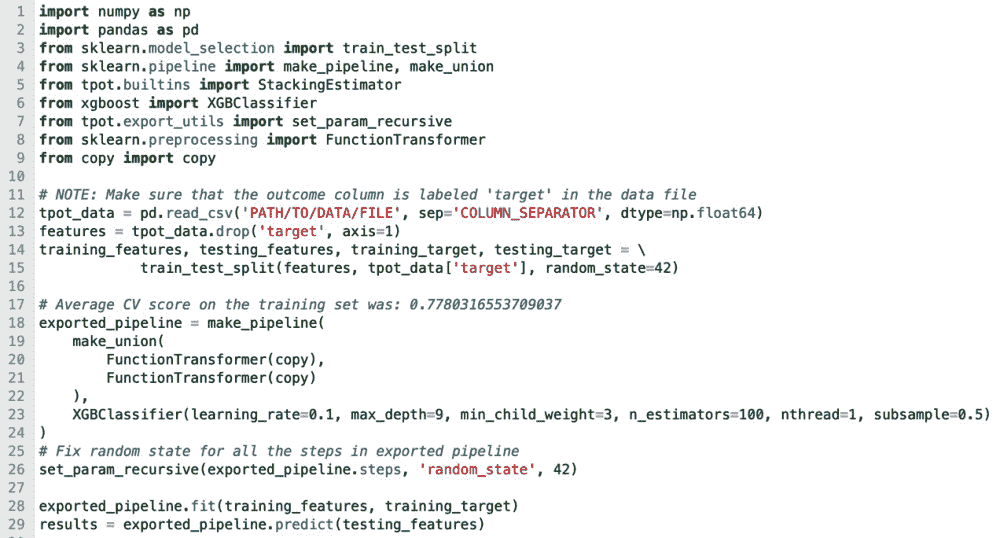 1 import numpy as np
2 import pandas as pd
3 from sklearn.model_selection import train_test_split
4 from sklearn.pipeline import make_pipeline, make_union
5 from tpot.builtins import StackingEstimator
6 from xgboost import XGBClassifier
7 from tpot.export_utils import set_param_recursive
8 from sklearn.preprocessing import FunctionTransformer
9 from copy import copy
10
11 # NOTE: Make sure that the outcome column is labeled 'target' in the data file
12 tpot_data = pd.read_csv('PATH/TO/DATA/FILE', sep='COLUMN_SEPARATOR', dtype=np.float64)
13 features = tpot_data.drop('target', axis=1)
14 training_features, testing_features, training_target, testing_target = \
15             train_test_split(features, tpot_data['target'], random_state=42)
16
17 # Average CV score on the training set was: 0.7780316553709037
18 exported_pipeline = make_pipeline(
19     make_union(
20         FunctionTransformer(copy),
21         FunctionTransformer(copy)
22     ),
23     XGBClassifier(learning_rate=0.1, max_depth=9, min_child_weight=3, n_estimators=100, nthread=1, subsample=0.5)
24 )
25 # Fix random state for all the steps in exported pipeline
26 set_param_recursive(exported_pipeline.steps, 'random_state', 42)
27
28 exported_pipeline.fit(training_features, training_target)
29 results = exported_pipeline.predict(testing_features)